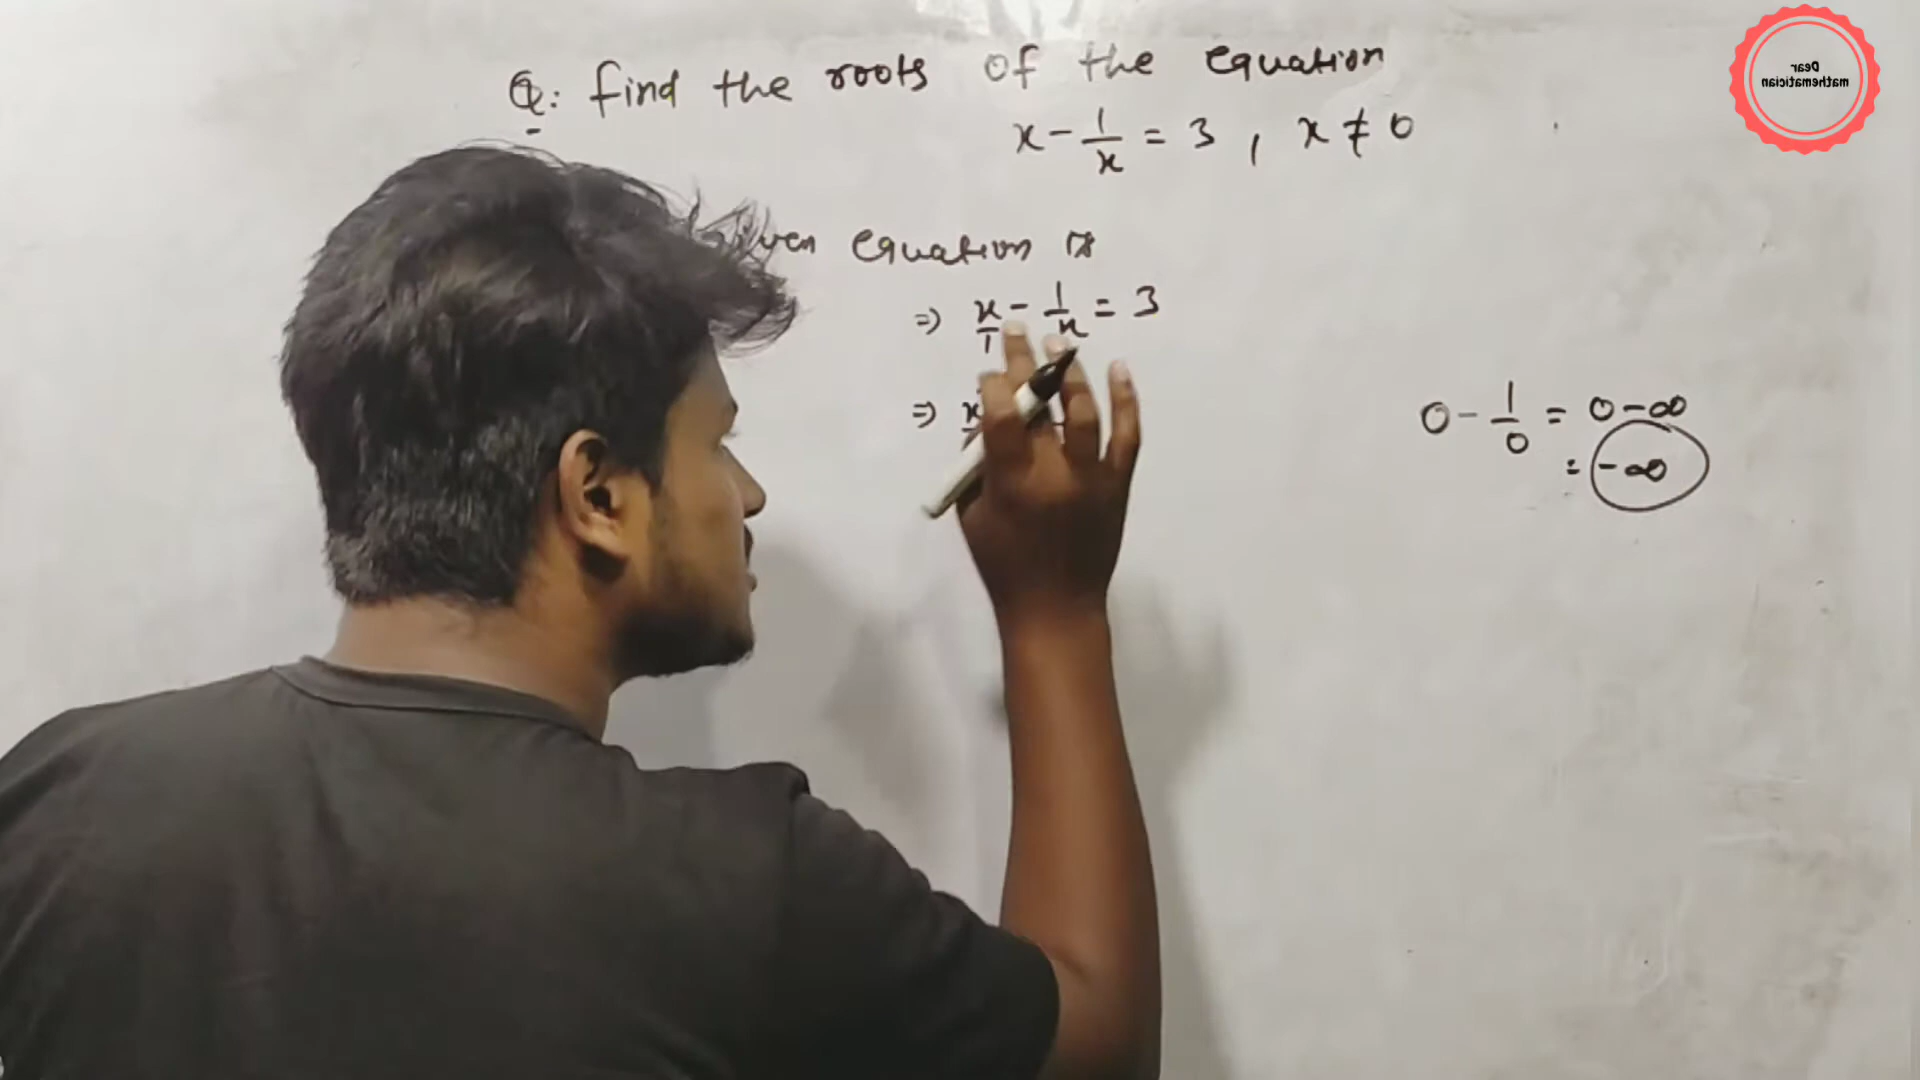 Q: find the roots of the equation
x - 1/x = 3 , x ≠ 0
equation is
⇒ x/1 - 1/x = 3
⇒ x
0 - 1/0 = 0 - ∞
= -∞
Dear
mathematician